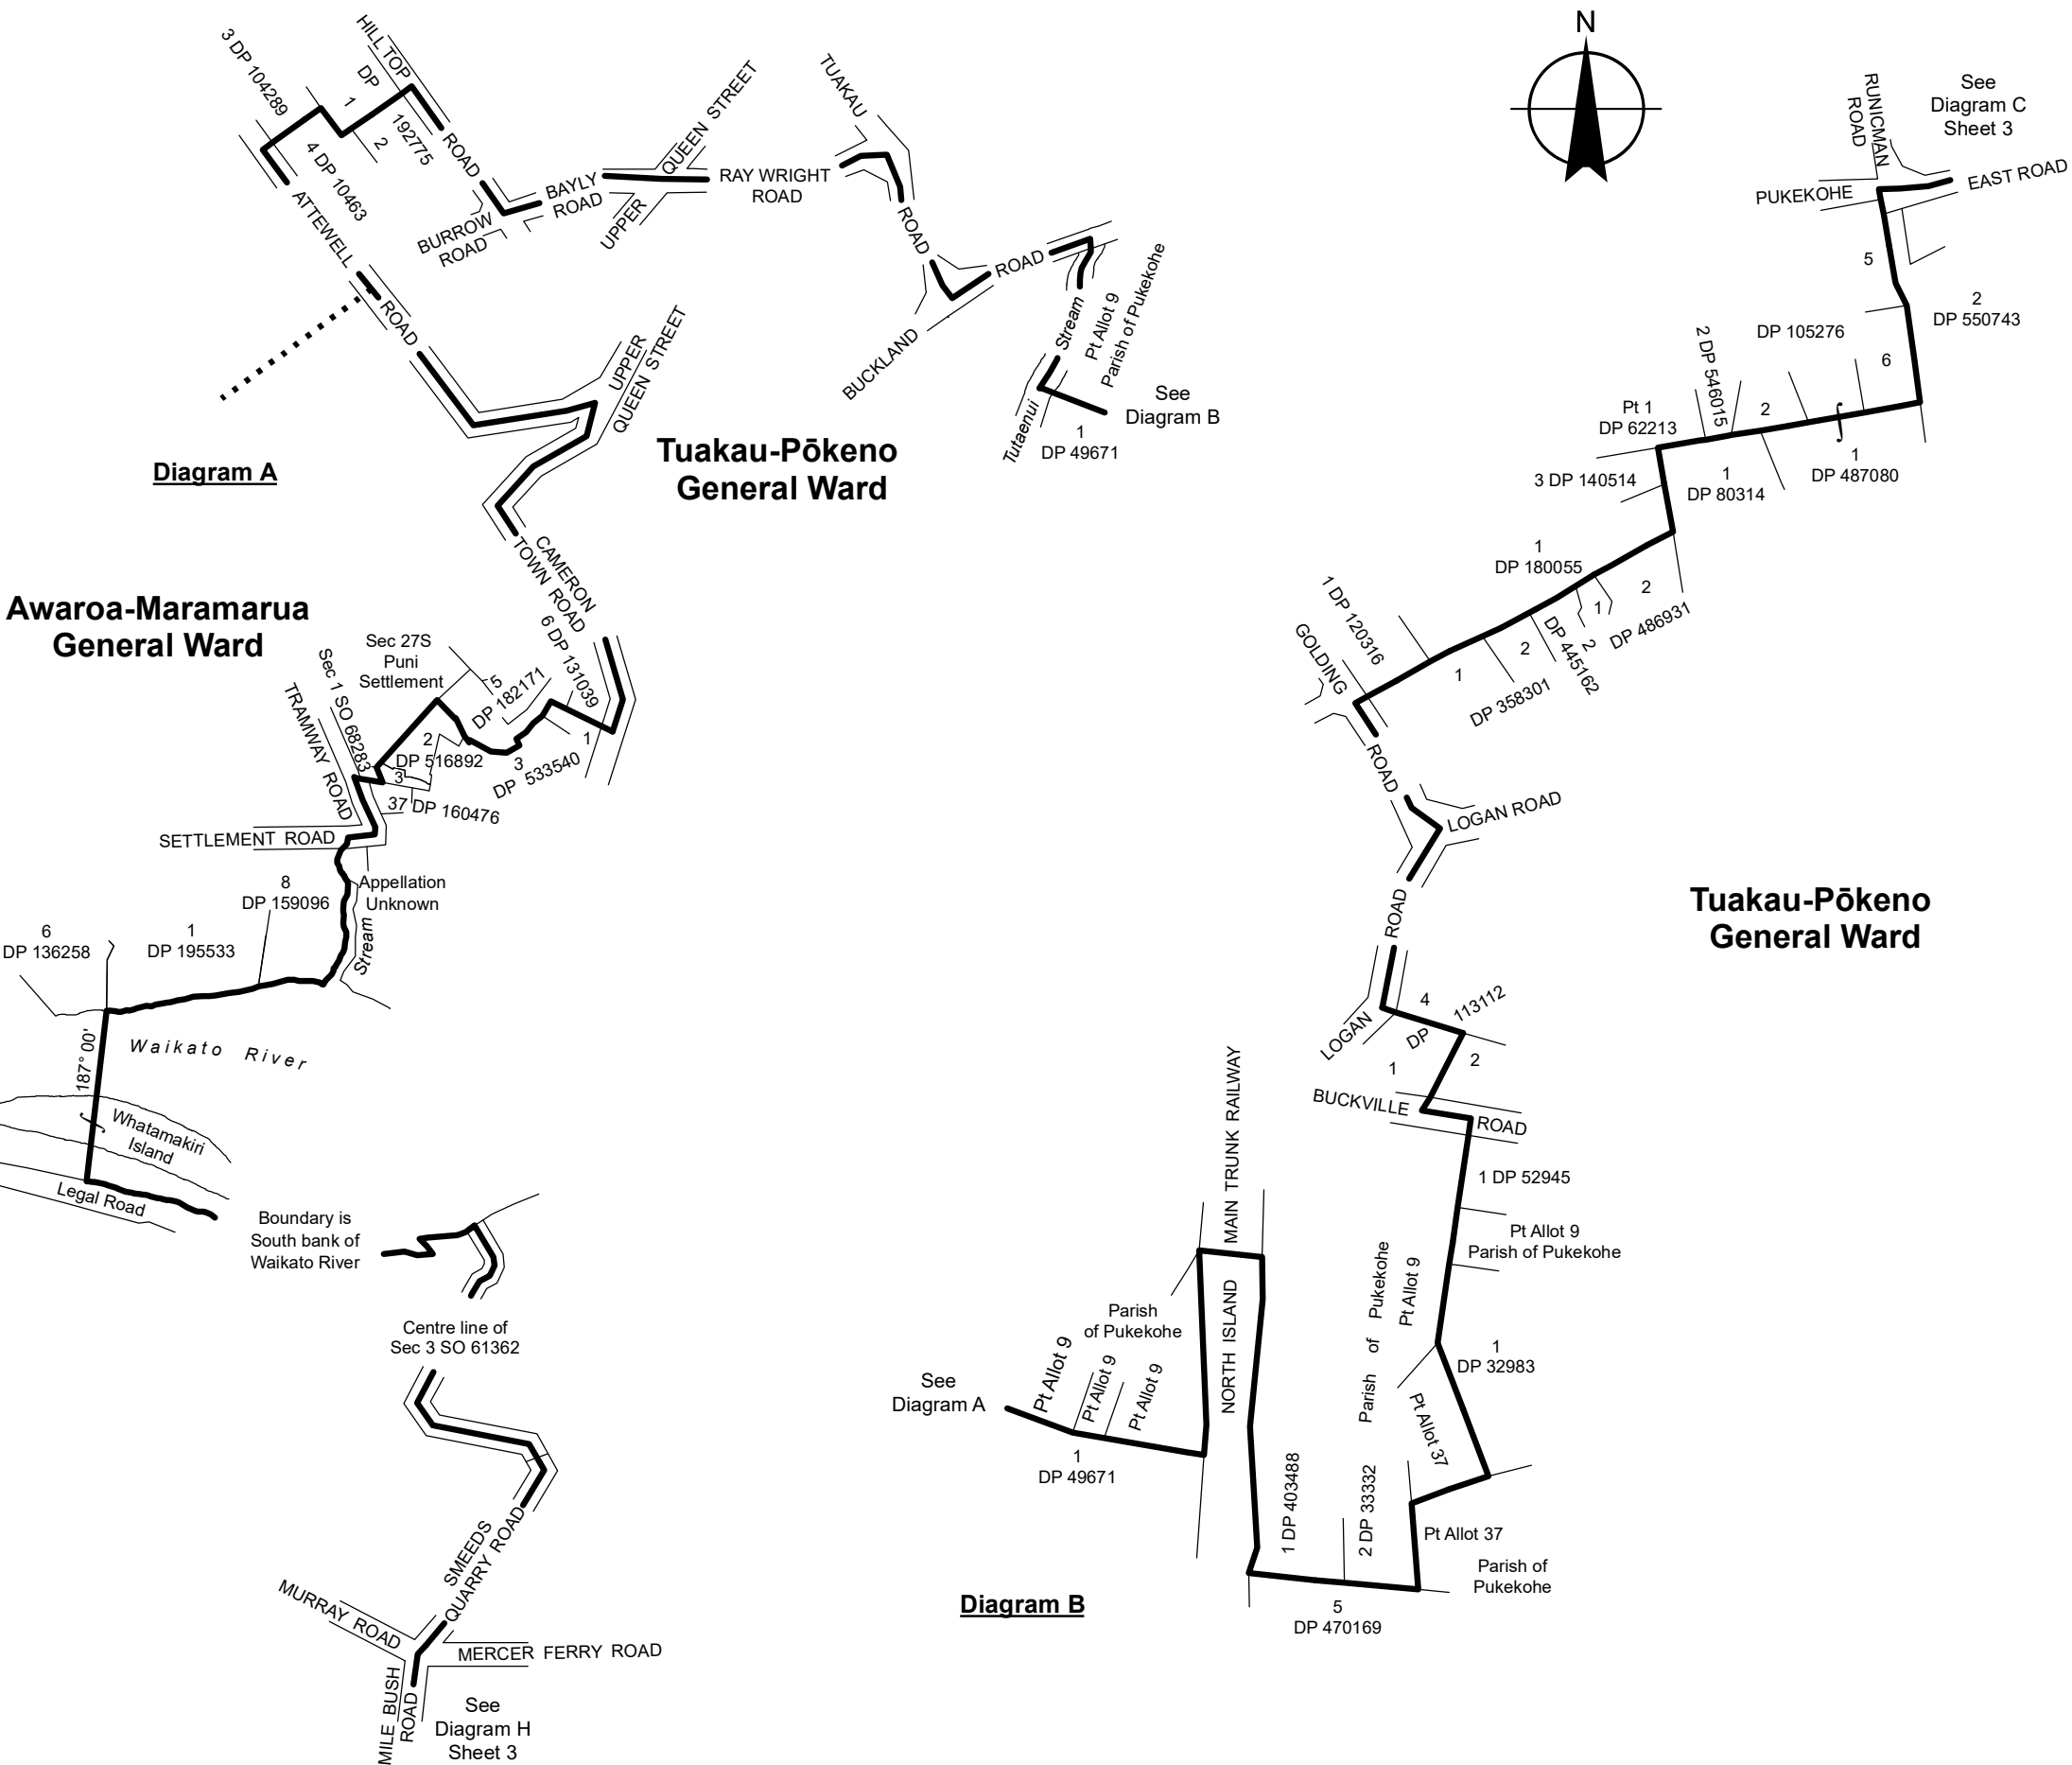 3 DP 104289
HILL TOP
ROAD
1
DP
192775
2
4 DP 10463
ATTEWELL
ROAD
BURROW
ROAD
BAYLY
ROAD
UPPER
QUEEN STREET
RAY WRIGHT
ROAD
TUAKAU
ROAD
BUCKLAND
ROAD
Tutaenui
Stream
Pt Allot 9
Parish of Pukekohe
See
Diagram B
1
DP 49671
UPPER
QUEEN STREET
Diagram A
Tuakau-Pōkeno
General Ward
Awaroa-Maramarua
General Ward
CAMERON
TOWN ROAD
6 DP 131039
Sec 27S
Puni
Settlement
5
DP 182171
Sec 1 SO 68283
TRAMWAY ROAD
2
DP 516892
3
3
DP 533540
1
37 DP 160476
SETTLEMENT ROAD
Appellation
Unknown
Stream
8
DP 159096
1
DP 195533
6
DP 136258
187° 00'
Waikato River
Whatamakiri
Island
Legal Road
Boundary is
South bank of
Waikato River
Centre line of
Sec 3 SO 61362
SMEEDS
QUARRY ROAD
MURRAY ROAD
MERCER FERRY ROAD
MILE BUSH
ROAD
See
Diagram H
Sheet 3
N
RUNICMAN
ROAD
See
Diagram C
Sheet 3
PUKEKOHE
EAST ROAD
5
2
DP 550743
DP 105276
6
2 DP 546015
2
Pt 1
DP 62213
1
DP 487080
1
DP 80314
3 DP 140514
1
DP 180055
2
DP 486931
1
2
DP 445162
2
1
DP 358301
1 DP 120316
GOLDING
ROAD
LOGAN ROAD
ROAD
LOGAN
4
DP
113112
1
2
BUCKVILLE
ROAD
1 DP 52945
Pt Allot 9
Parish of Pukekohe
Tuakau-Pōkeno
General Ward
NORTH ISLAND
MAIN TRUNK RAILWAY
Parish of Pukekohe
Pt Allot 9
1
DP 32983
Pt Allot 37
Parish
of Pukekohe
Pt Allot 9
Pt Allot 9
Pt Allot 9
See
Diagram A
1
DP 49671
1 DP 403488
2 DP 33332
Pt Allot 37
Parish of
Pukekohe
5
DP 470169
Diagram B